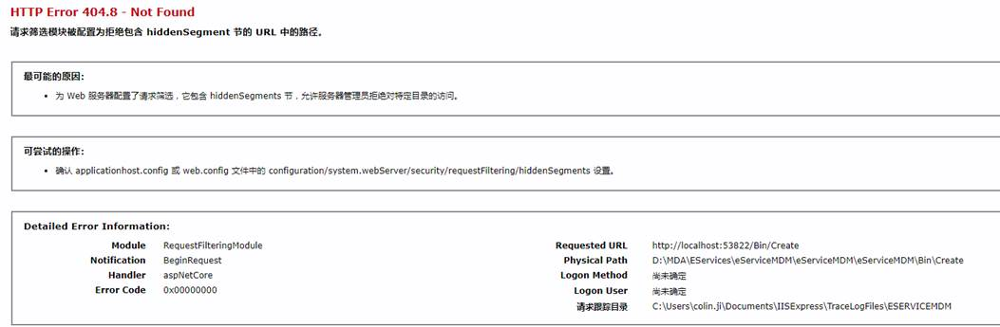 HTTP Error 404.8 - Not Found
请求筛选模块被配置为拒绝包含 hiddenSegment 节的 URL 中的路径。
最可能的原因:
• 为 Web 服务器配置了请求筛选，它包含 hiddenSegments 节，允许服务器管理员拒绝对特定目录的访问。
可尝试的操作:
• 确认 applicationhost.config 或 web.config 文件中的 configuration/system.webServer/security/requestFiltering/hiddenSegments 设置。
Detailed Error Information:
Module RequestFilteringModule
Notification BeginRequest
Handler aspNetCore
Error Code 0x00000000
Requested URL http://localhost:53822/Bin/Create
Physical Path D:\MDA\EServices\eServiceMDM\eServiceMDM\eServiceMDM\Bin\Create
Logon Method 尚未确定
Logon User 尚未确定
请求跟踪目录 C:\Users\colin.ji\Documents\IISExpress\TraceLogFiles\ESERVICEMDM